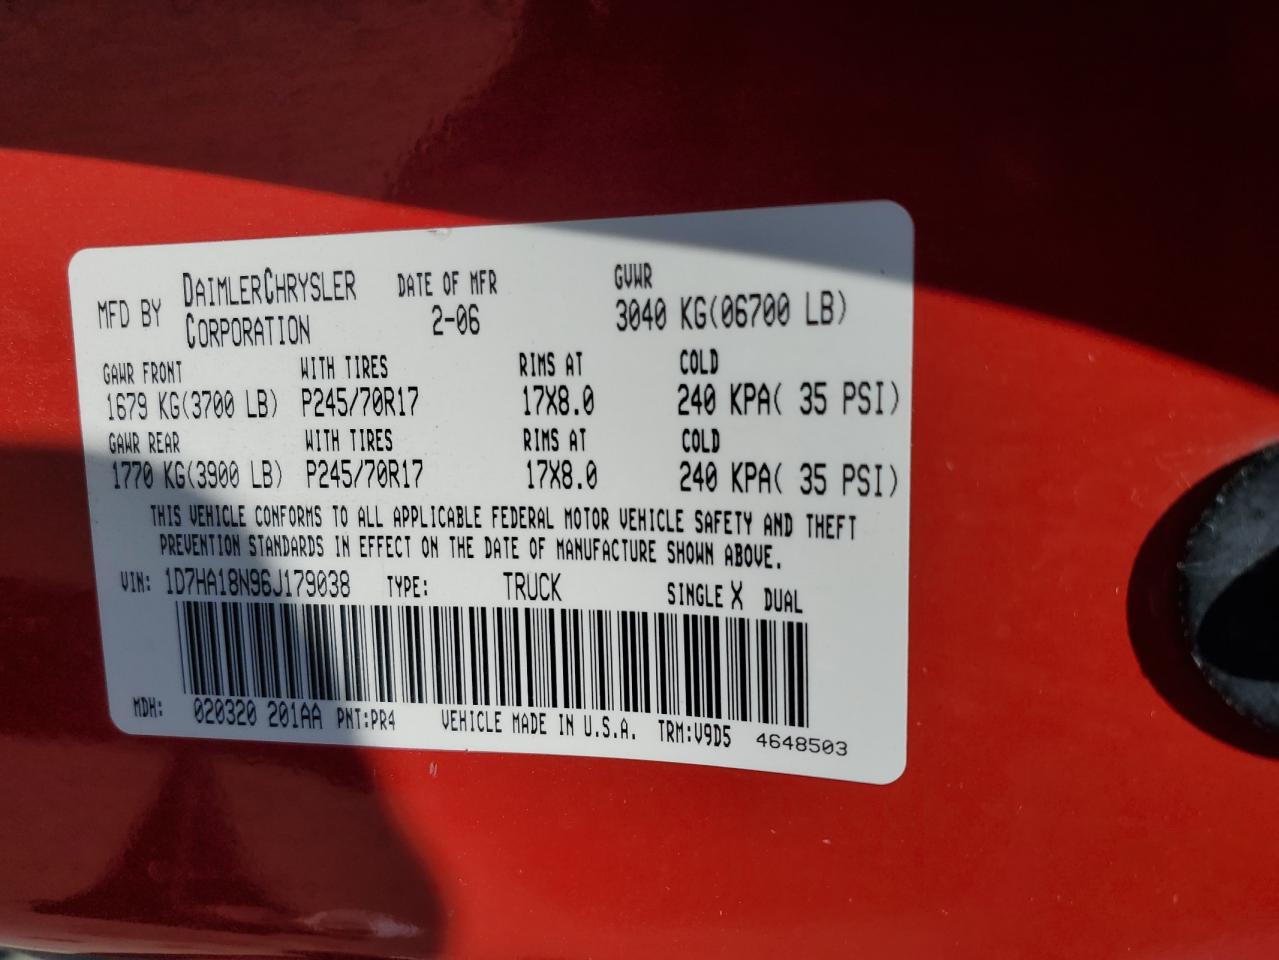 MFD BY DAIMLERCHRYSLER CORPORATION DATE OF MFR 2-06 GVWR 3040 KG(06700 LB)
GAWR FRONT WITH TIRES RIMS AT COLD
1679 KG(3700 LB) P245/70R17 17X8.0 240 KPA( 35 PSI)
GAWR REAR WITH TIRES RIMS AT COLD
1770 KG(3900 LB) P245/70R17 17X8.0 240 KPA( 35 PSI)
THIS VEHICLE CONFORMS TO ALL APPLICABLE FEDERAL MOTOR VEHICLE SAFETY AND THEFT
PREVENTION STANDARDS IN EFFECT ON THE DATE OF MANUFACTURE SHOWN ABOVE.
VIN: 1D7HA18N96J179038 TYPE: TRUCK SINGLE X DUAL
MDH: 020320 201AA PNT:PR4 VEHICLE MADE IN U.S.A. TRM:V9D5 4648503